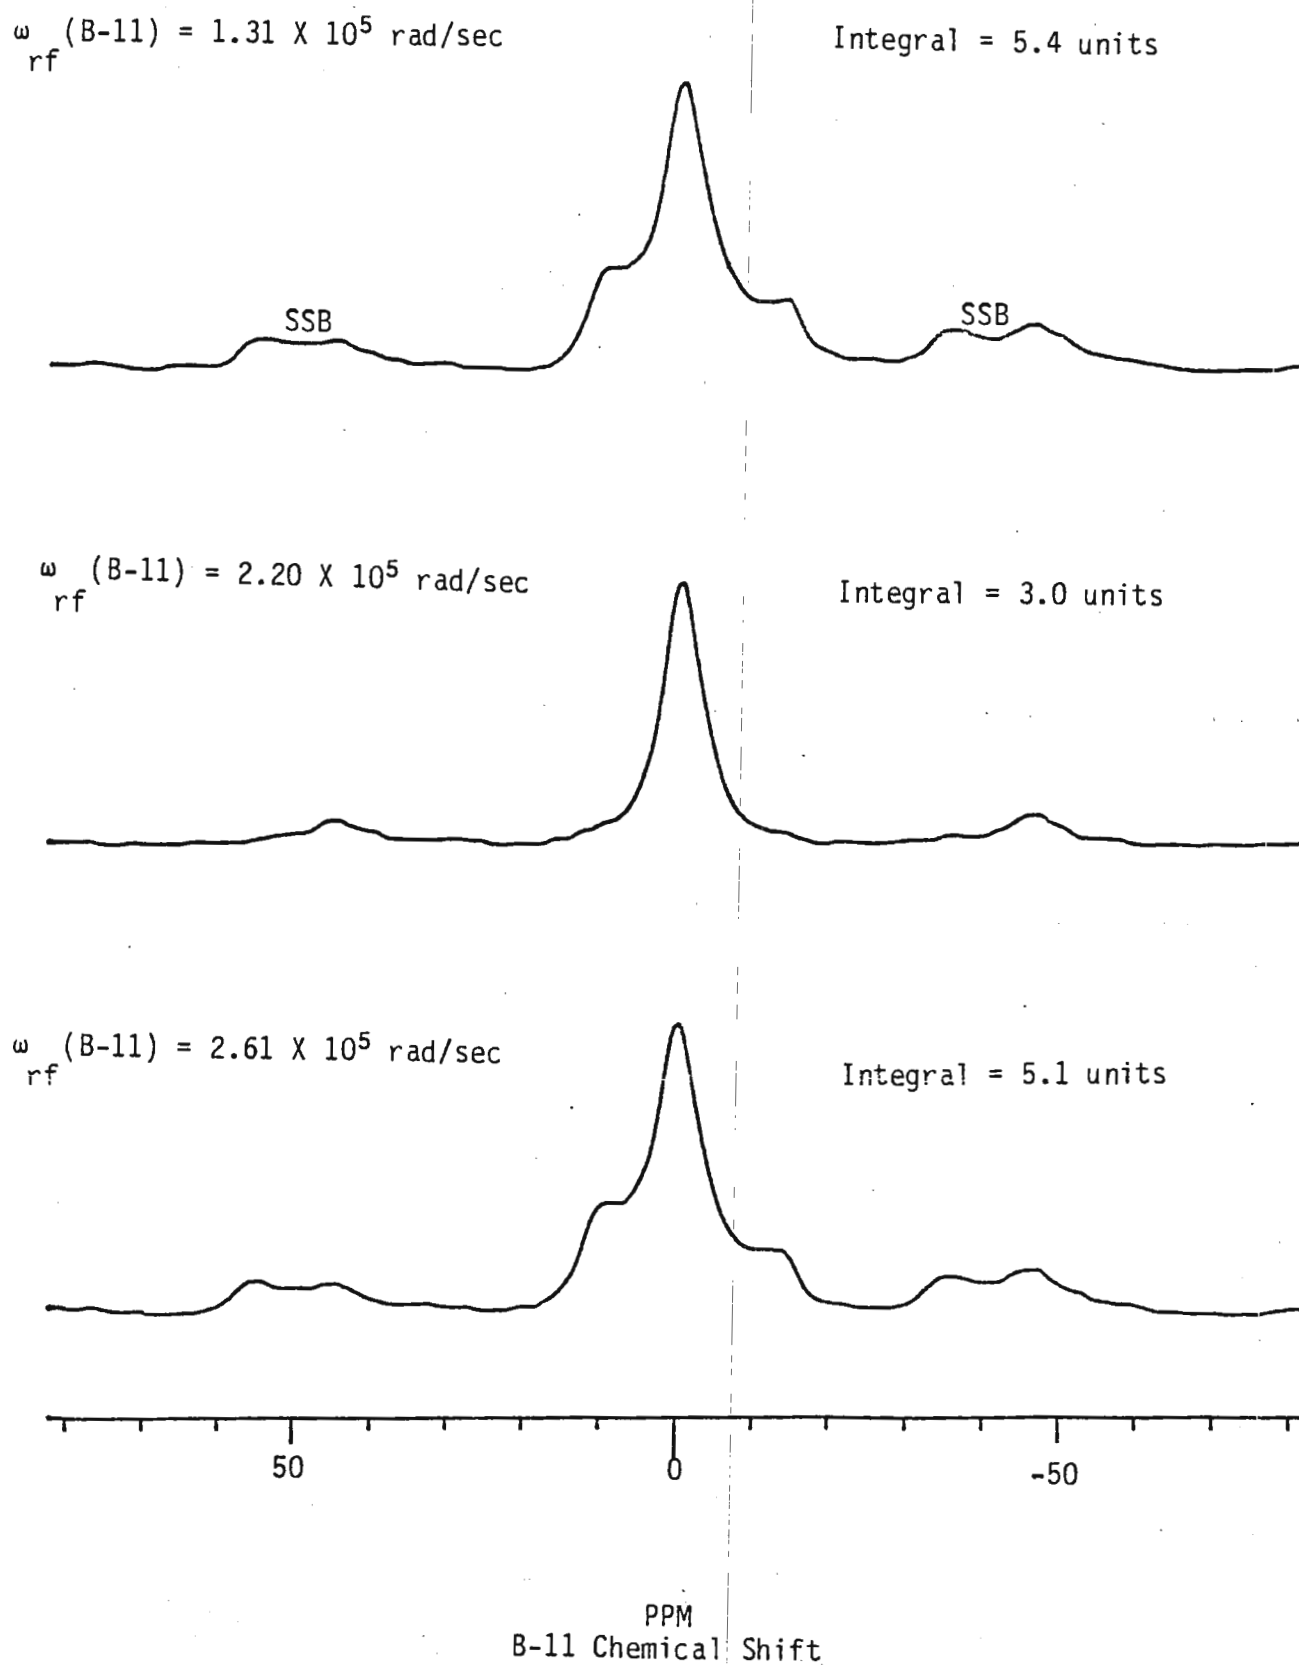 ω rf (B-11) = 1.31 X 10⁵ rad/sec
Integral = 5.4 units
SSB
SSB
ω rf (B-11) = 2.20 X 10⁵ rad/sec
Integral = 3.0 units
ω rf (B-11) = 2.61 X 10⁵ rad/sec
Integral = 5.1 units
50 0 -50
PPM
B-11 Chemical Shift